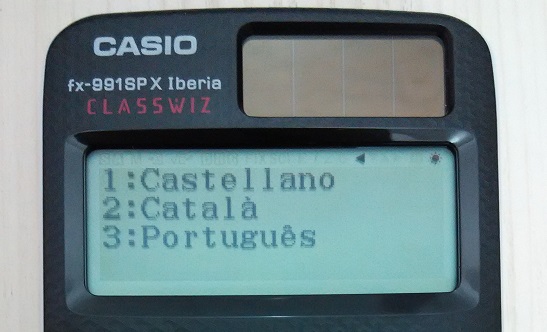 CASIO
fx-991SP X Iberia
CLASSWIZ
1:Castellano
2:Català
3:Português